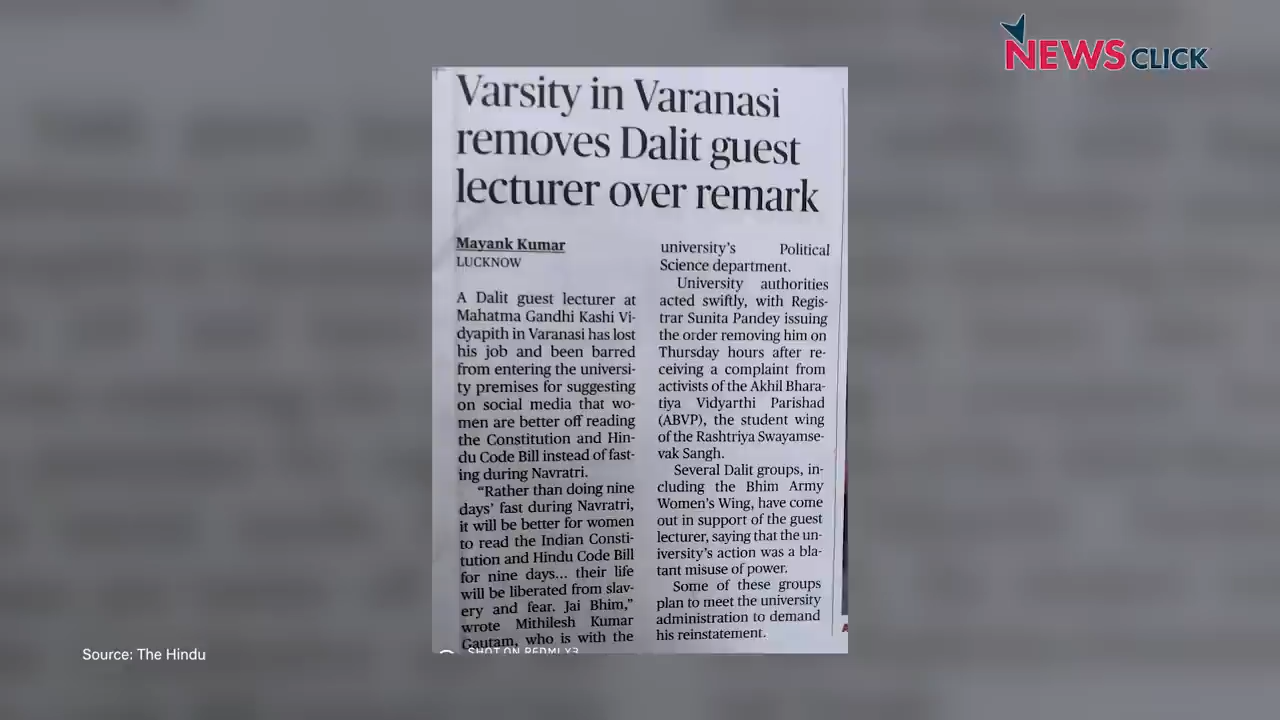 NEWSCLICK
Varsity in Varanasi
removes Dalit guest
lecturer over remark
Mayank Kumar
LUCKNOW
A Dalit guest lecturer at
Mahatma Gandhi Kashi Vi-
dyapith in Varanasi has lost
his job and been barred
from entering the universi-
ty premises for suggesting
on social media that wo-
men are better off reading
the Constitution and Hin-
du Code Bill instead of fast-
ing during Navratri.
“Rather than doing nine
days’ fast during Navratri,
it will be better for women
to read the Indian Consti-
tution and Hindu Code Bill
for nine days... their life
will be liberated from slav-
ery and fear. Jai Bhim,”
wrote Mithilesh Kumar
Gautam, who is with the
university’s Political
Science department.
University authorities
acted swiftly, with Regis-
trar Sunita Pandey issuing
the order removing him on
Thursday hours after re-
ceiving a complaint from
activists of the Akhil Bhara-
tiya Vidyarthi Parishad
(ABVP), the student wing
of the Rashtriya Swayamse-
vak Sangh.
Several Dalit groups, in-
cluding the Bhim Army
Women’s Wing, have come
out in support of the guest
lecturer, saying that the un-
iversity’s action was a bla-
tant misuse of power.
Some of these groups
plan to meet the university
administration to demand
his reinstatement.
SHOT ON REDMI Y3
Source: The Hindu